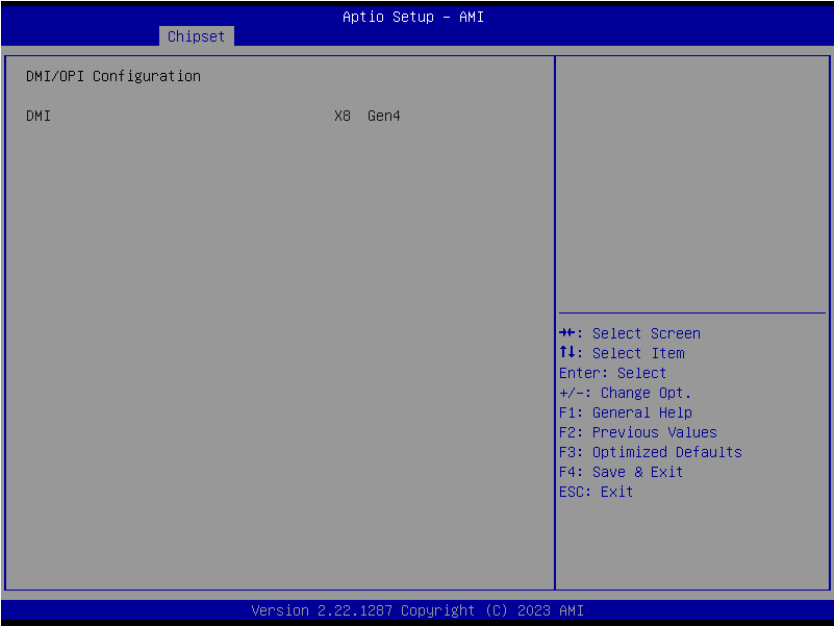 Aptio Setup – AMI
Chipset
DMI/OPI Configuration
DMI X8 Gen4
→←: Select Screen
↑↓: Select Item
Enter: Select
+/-: Change Opt.
F1: General Help
F2: Previous Values
F3: Optimized Defaults
F4: Save & Exit
ESC: Exit
Version 2.22.1287 Copyright (C) 2023 AMI